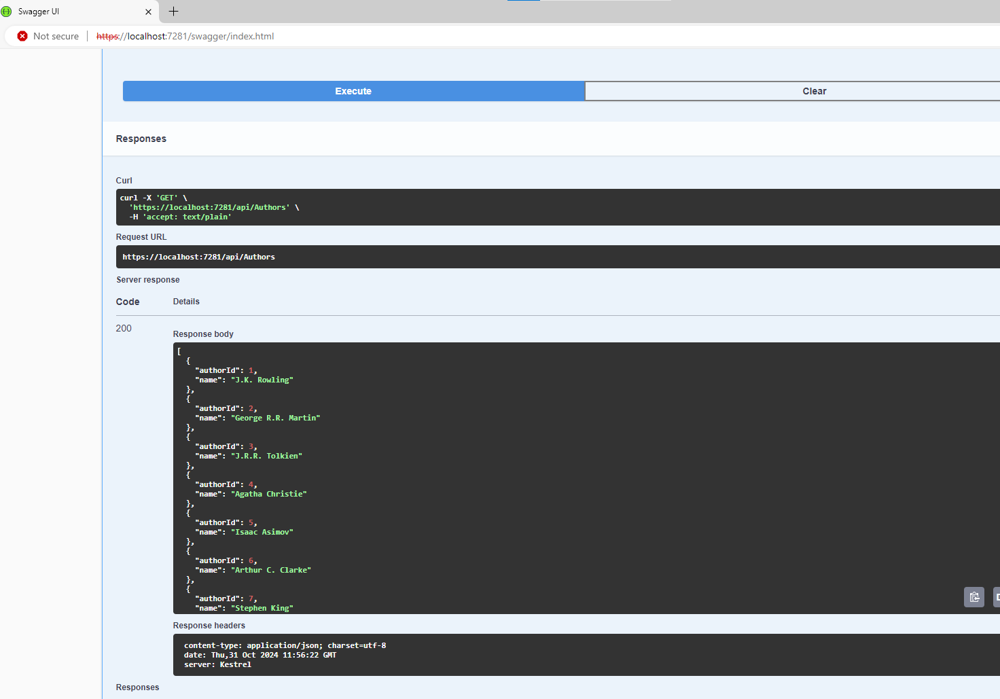 Swagger UI
Not secure https://localhost:7281/swagger/index.html
Execute Clear
Responses
Curl
curl -X 'GET' \
  'https://localhost:7281/api/Authors' \
  -H 'accept: text/plain'
Request URL
https://localhost:7281/api/Authors
Server response
Code Details
200
Response body
[
  {
    "authorId": 1,
    "name": "J.K. Rowling"
  },
  {
    "authorId": 2,
    "name": "George R.R. Martin"
  },
  {
    "authorId": 3,
    "name": "J.R.R. Tolkien"
  },
  {
    "authorId": 4,
    "name": "Agatha Christie"
  },
  {
    "authorId": 5,
    "name": "Isaac Asimov"
  },
  {
    "authorId": 6,
    "name": "Arthur C. Clarke"
  },
  {
    "authorId": 7,
    "name": "Stephen King"
Response headers
content-type: application/json; charset=utf-8
date: Thu,31 Oct 2024 11:56:22 GMT
server: Kestrel
Responses